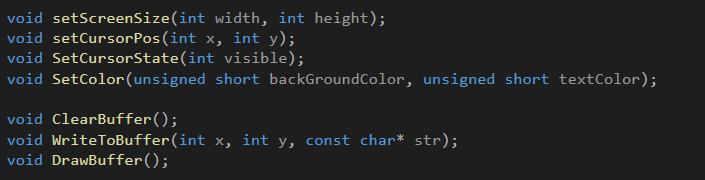 void setScreenSize(int width, int height);
void setCursorPos(int x, int y);
void SetCursorState(int visible);
void SetColor(unsigned short backGroundColor, unsigned short textColor);
void ClearBuffer();
void WriteToBuffer(int x, int y, const char* str);
void DrawBuffer();